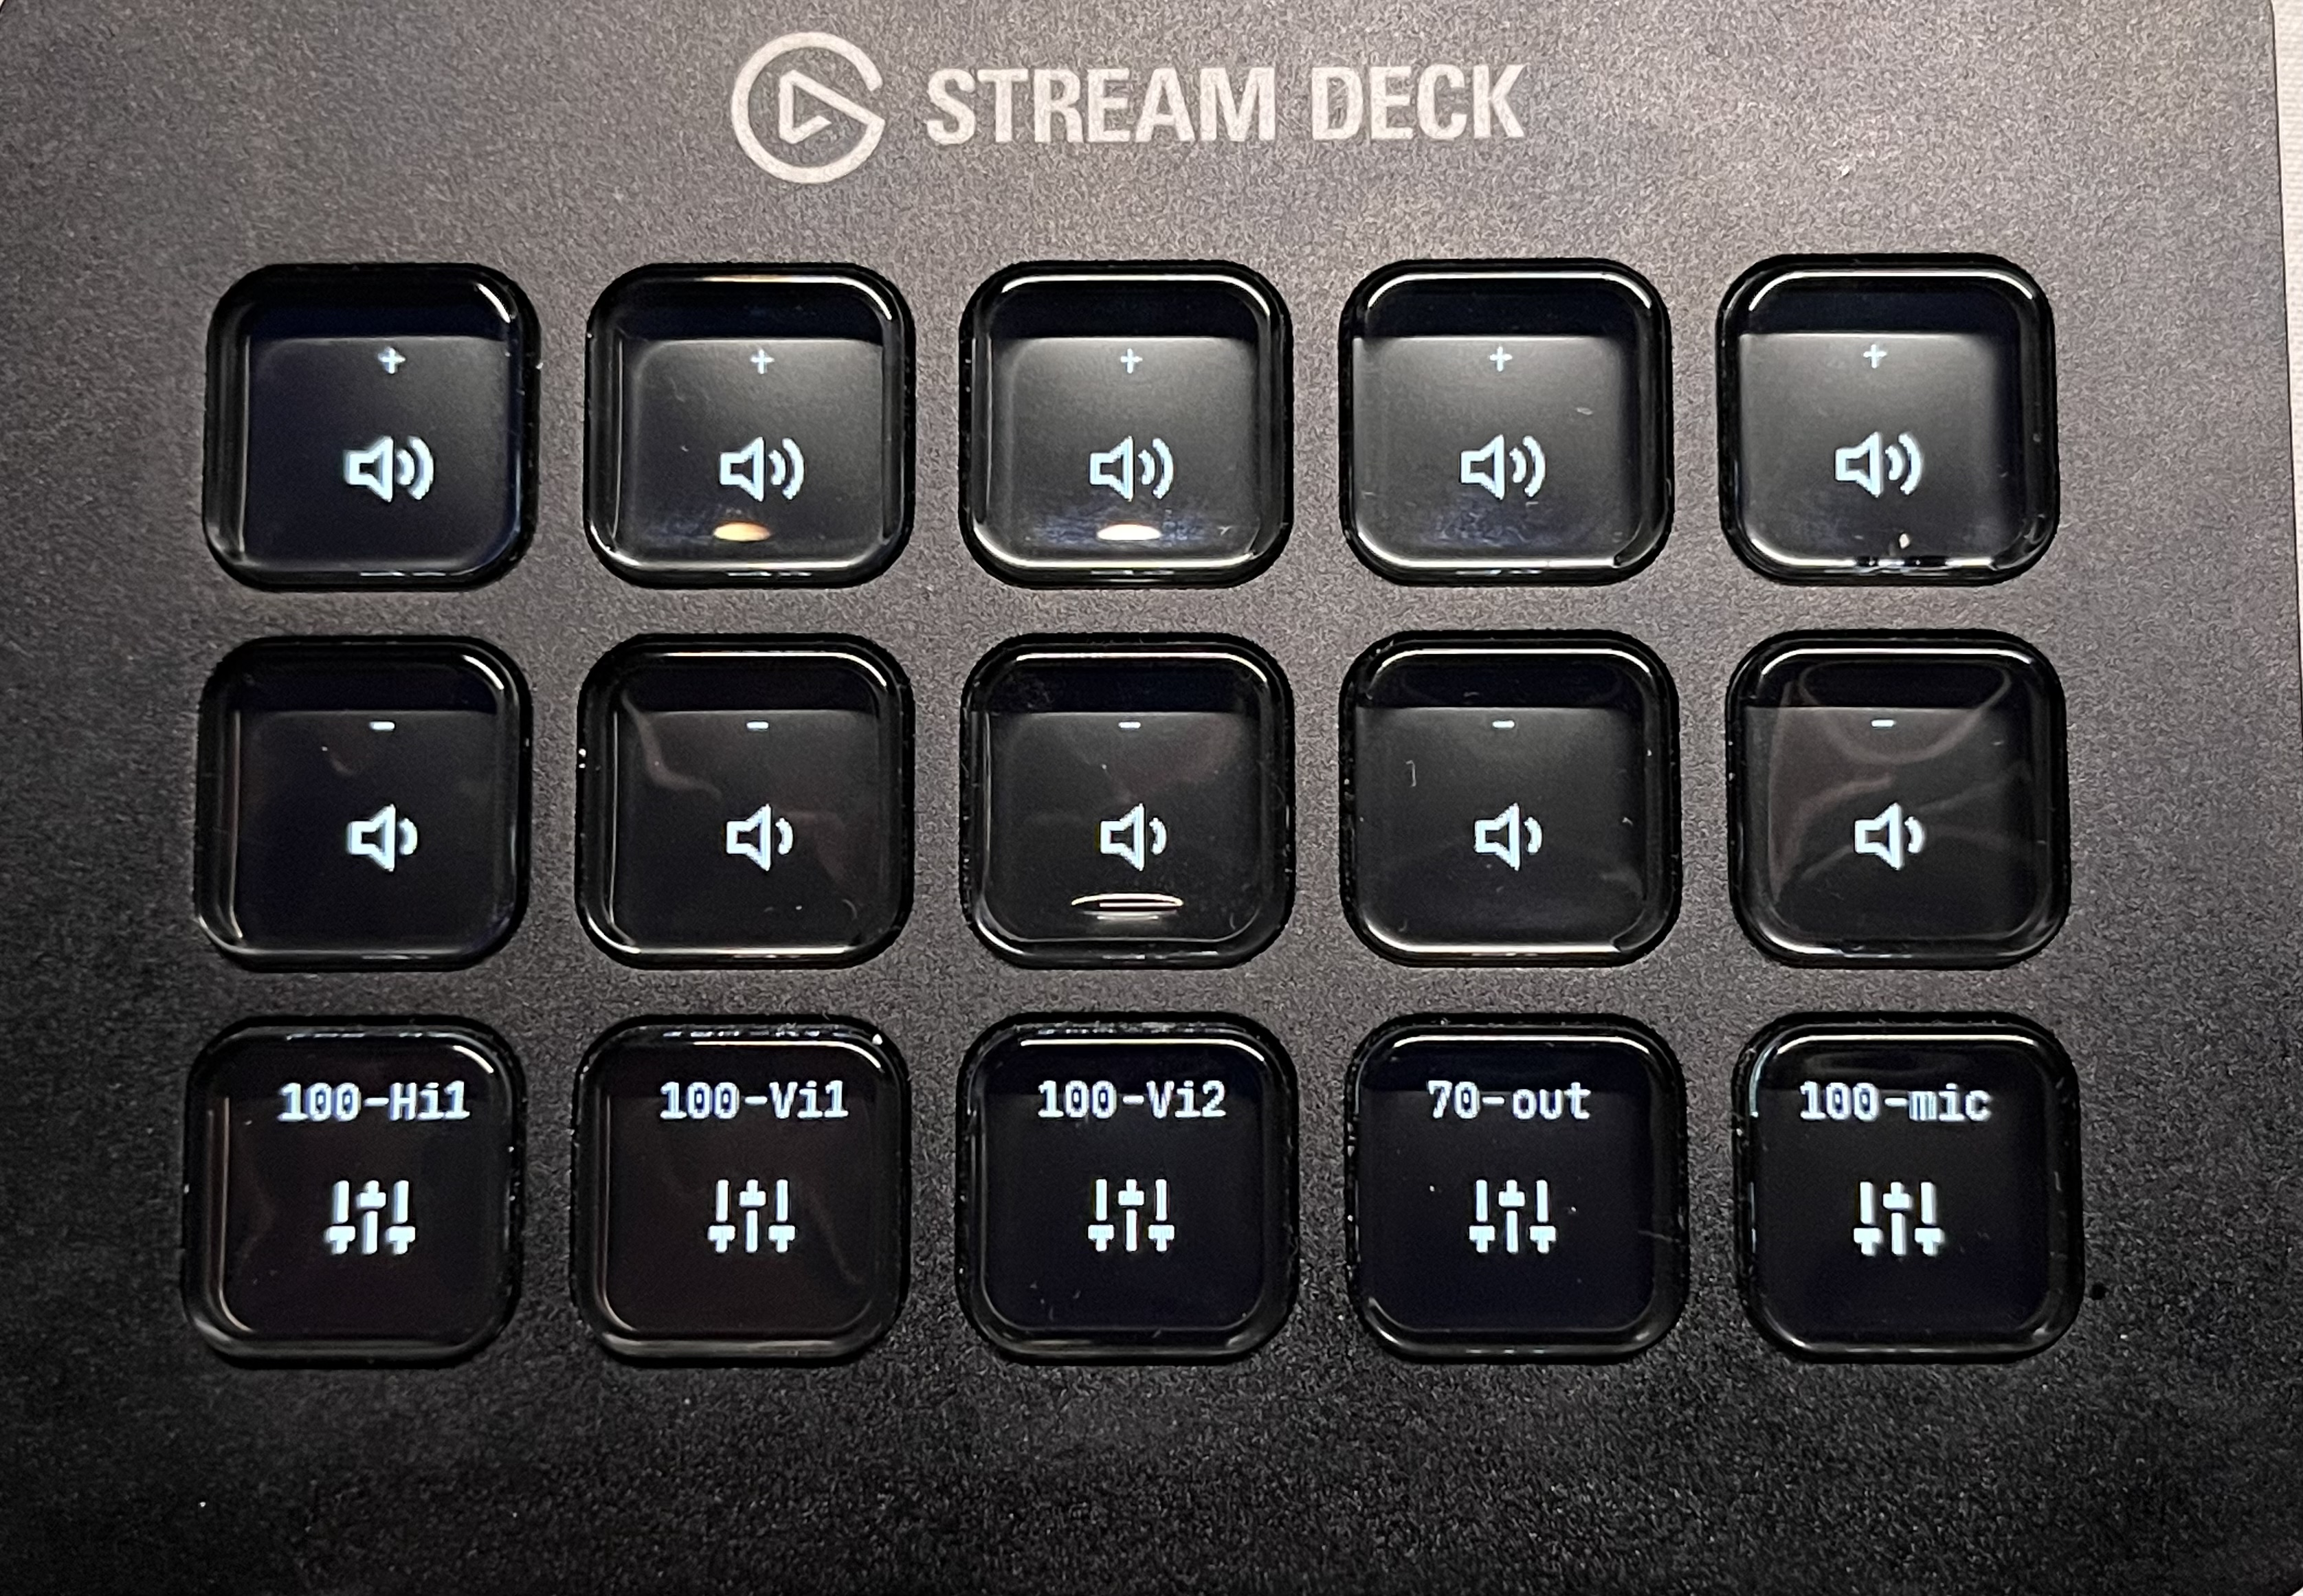 STREAM DECK
+ + + + +
- - - - -
100-Hi1 100-Vi1 100-Vi2 70-out 100-mic